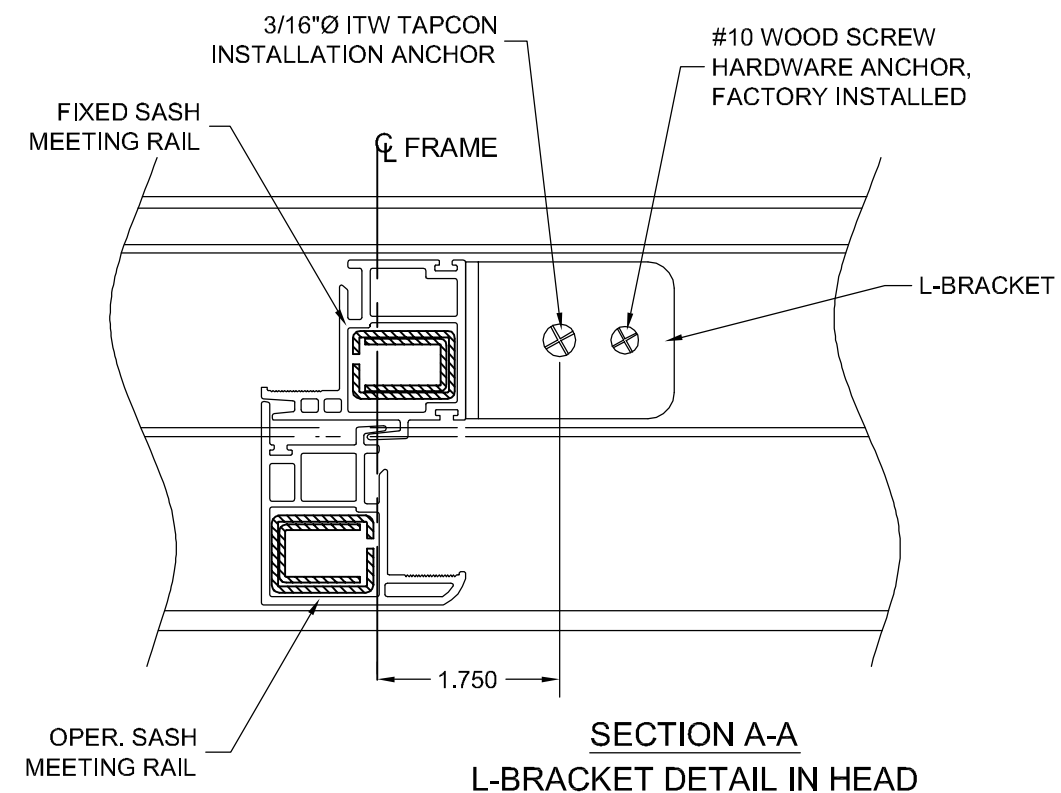 3/16"Ø ITW TAPCON
INSTALLATION ANCHOR
#10 WOOD SCREW
HARDWARE ANCHOR,
FACTORY INSTALLED
FIXED SASH
MEETING RAIL
℄ FRAME
L-BRACKET
1.750
OPER. SASH
MEETING RAIL
SECTION A-A
L-BRACKET DETAIL IN HEAD